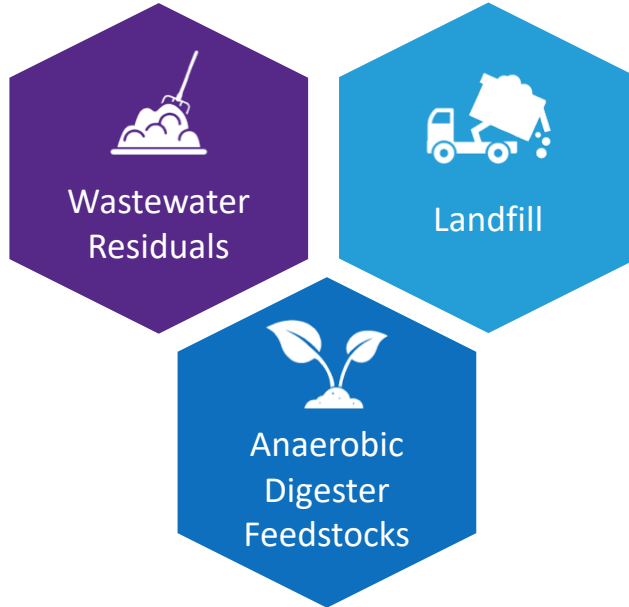 Wastewater
Residuals
Landfill
Anaerobic
Digester
Feedstocks